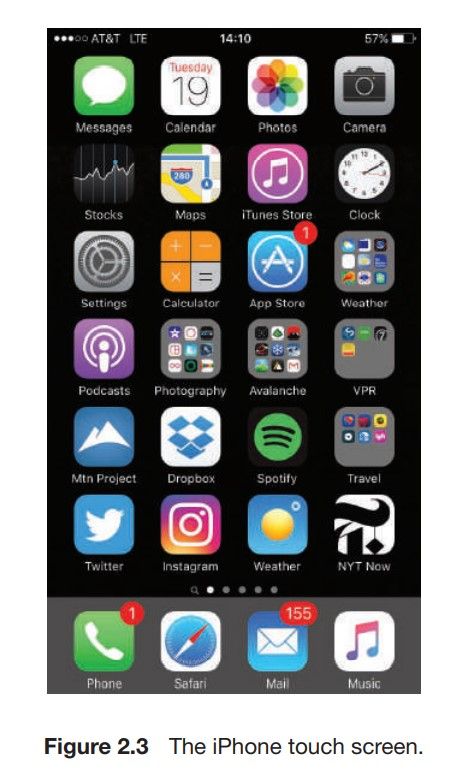 AT&T LTE 14:10 57%
Tuesday
19
Messages Calendar Photos Camera
280
Stocks Maps iTunes Store Clock
1
Settings Calculator App Store Weather
Podcasts Photography Avalanche VPR
Mtn Project Dropbox Spotify Travel
Twitter Instagram Weather NYT Now
1 155
Phone Safari Mail Music
Figure 2.3 The iPhone touch screen.